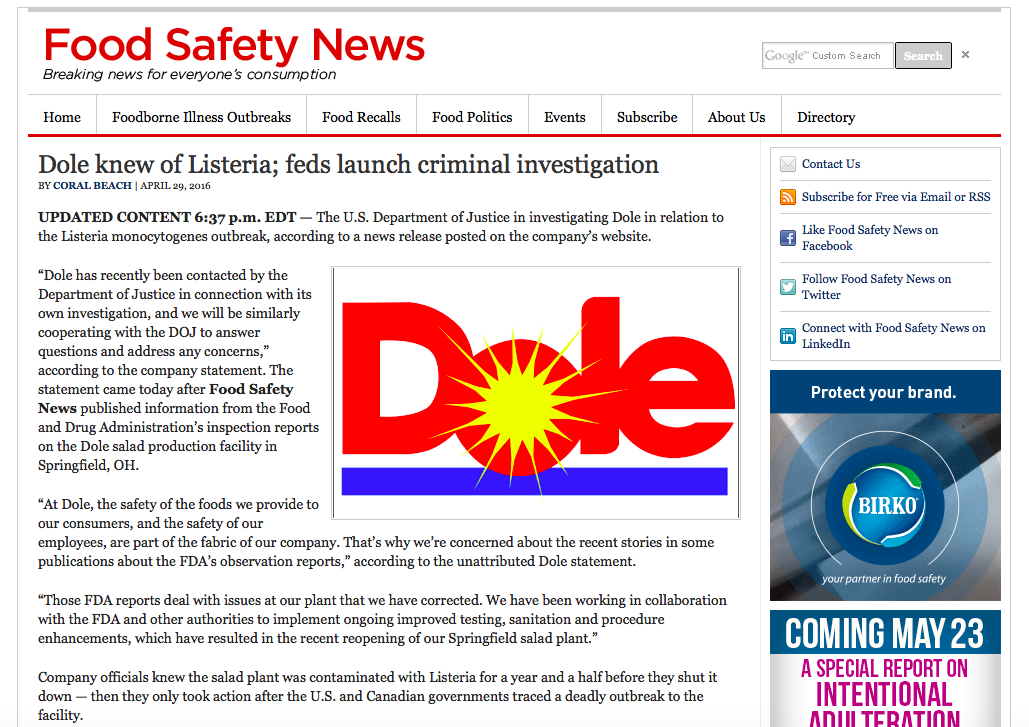 Food Safety News
Breaking news for everyone's consumption
Google™ Custom Search
Search
×
Home
Foodborne Illness Outbreaks
Food Recalls
Food Politics
Events
Subscribe
About Us
Directory
Dole knew of Listeria; feds launch criminal investigation
BY CORAL BEACH | APRIL 29, 2016
UPDATED CONTENT 6:37 p.m. EDT — The U.S. Department of Justice in investigating Dole in relation to
the Listeria monocytogenes outbreak, according to a news release posted on the company's website.
“Dole has recently been contacted by the
Department of Justice in connection with its
own investigation, and we will be similarly
cooperating with the DOJ to answer
questions and address any concerns,”
according to the company statement. The
statement came today after Food Safety
News published information from the Food
and Drug Administration's inspection reports
on the Dole salad production facility in
Springfield, OH.
Dole
“At Dole, the safety of the foods we provide to
our consumers, and the safety of our
employees, are part of the fabric of our company. That's why we're concerned about the recent stories in some
publications about the FDA's observation reports,” according to the unattributed Dole statement.
“Those FDA reports deal with issues at our plant that we have corrected. We have been working in collaboration
with the FDA and other authorities to implement ongoing improved testing, sanitation and procedure
enhancements, which have resulted in the recent reopening of our Springfield salad plant.”
Company officials knew the salad plant was contaminated with Listeria for a year and a half before they shut it
down — then they only took action after the U.S. and Canadian governments traced a deadly outbreak to the
facility.
Contact Us
Subscribe for Free via Email or RSS
Like Food Safety News on
Facebook
Follow Food Safety News on
Twitter
Connect with Food Safety News on
LinkedIn
Protect your brand.
BIRKO
your partner in food safety
COMING MAY 23
A SPECIAL REPORT ON
INTENTIONAL
ADULTERATION